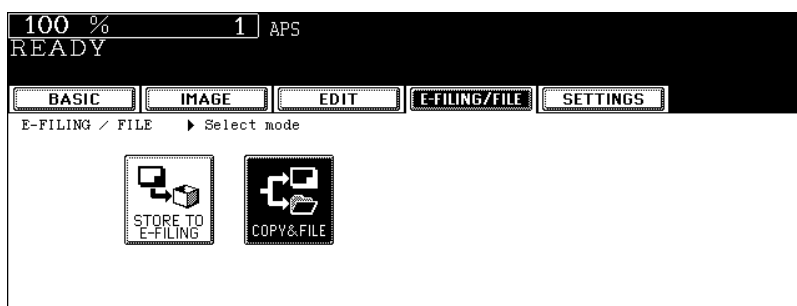 100 % 1 APS
READY
BASIC IMAGE EDIT E-FILING/FILE SETTINGS
E-FILING / FILE ▶ Select mode
STORE TO
E-FILING
COPY&FILE